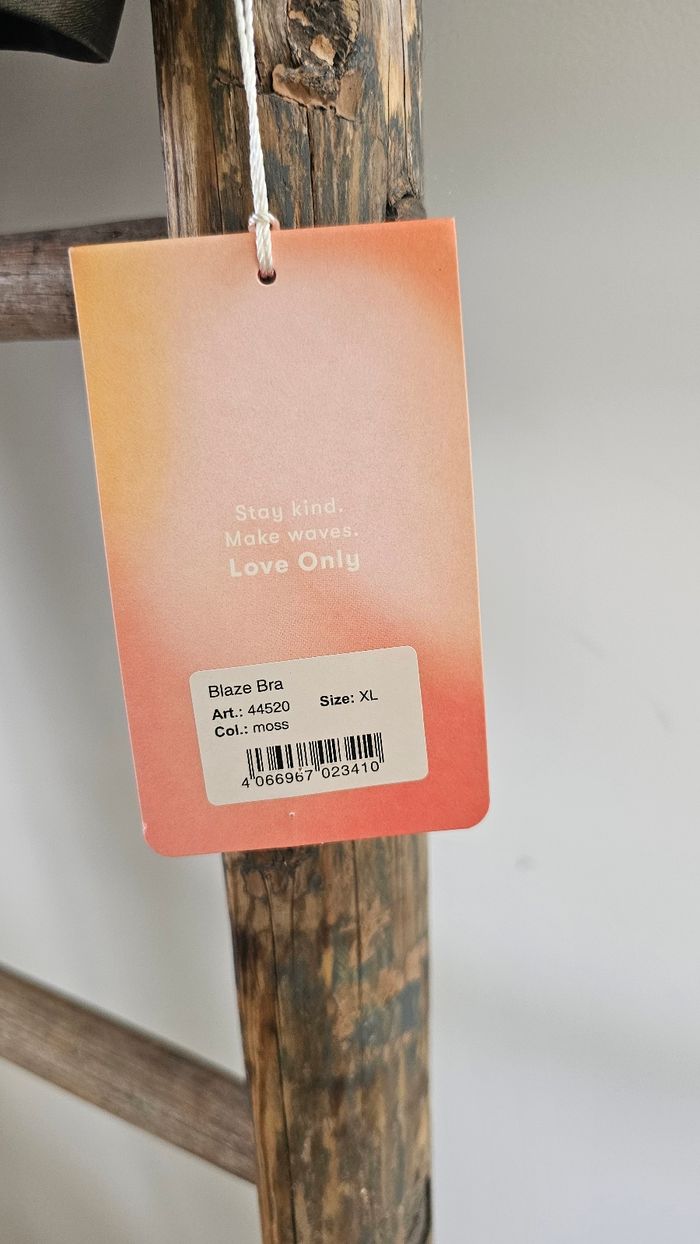 Stay kind.
Make waves.
Love Only
Blaze Bra
Art.: 44520 Size: XL
Col.: moss
4 066967 023410